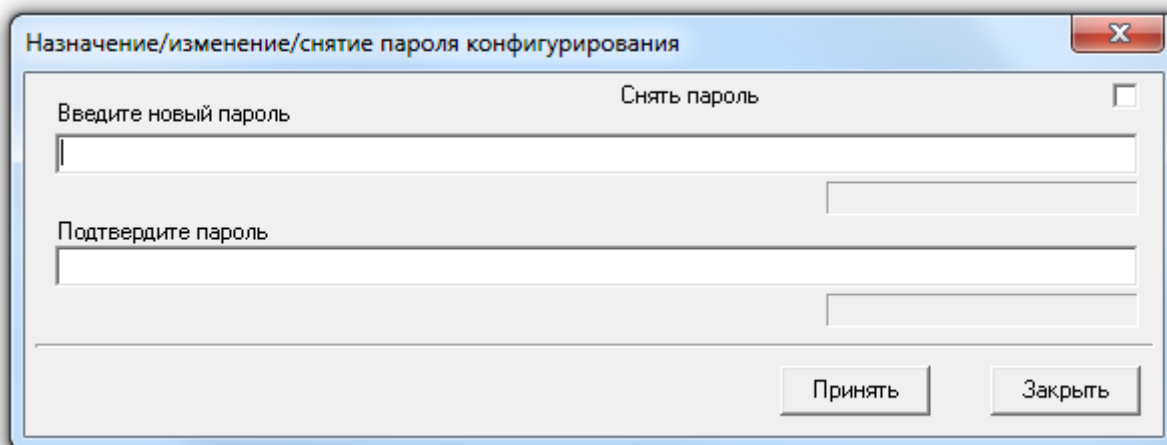 Назначение/изменение/снятие пароля конфигурирования
Снять пароль
Введите новый пароль
Подтвердите пароль
Принять Закрыть